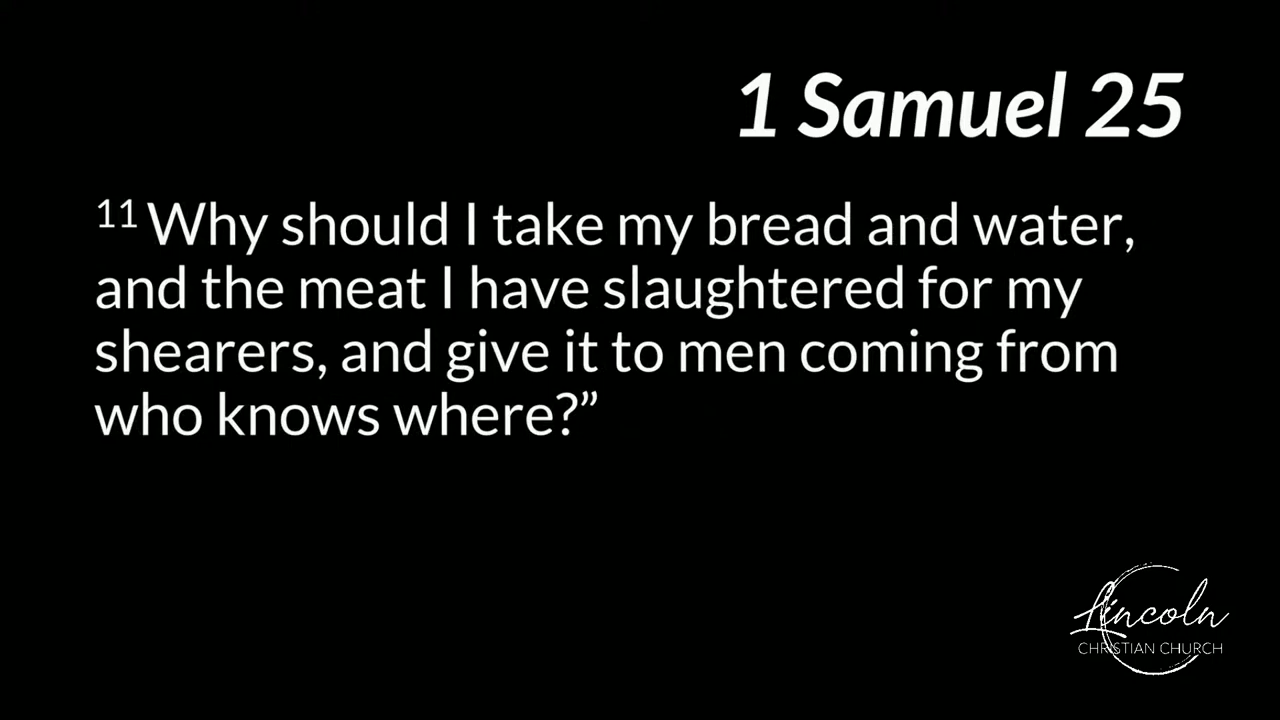 1 Samuel 25
11 Why should I take my bread and water,
and the meat I have slaughtered for my
shearers, and give it to men coming from
who knows where?”
Lincoln
CHRISTIAN CHURCH